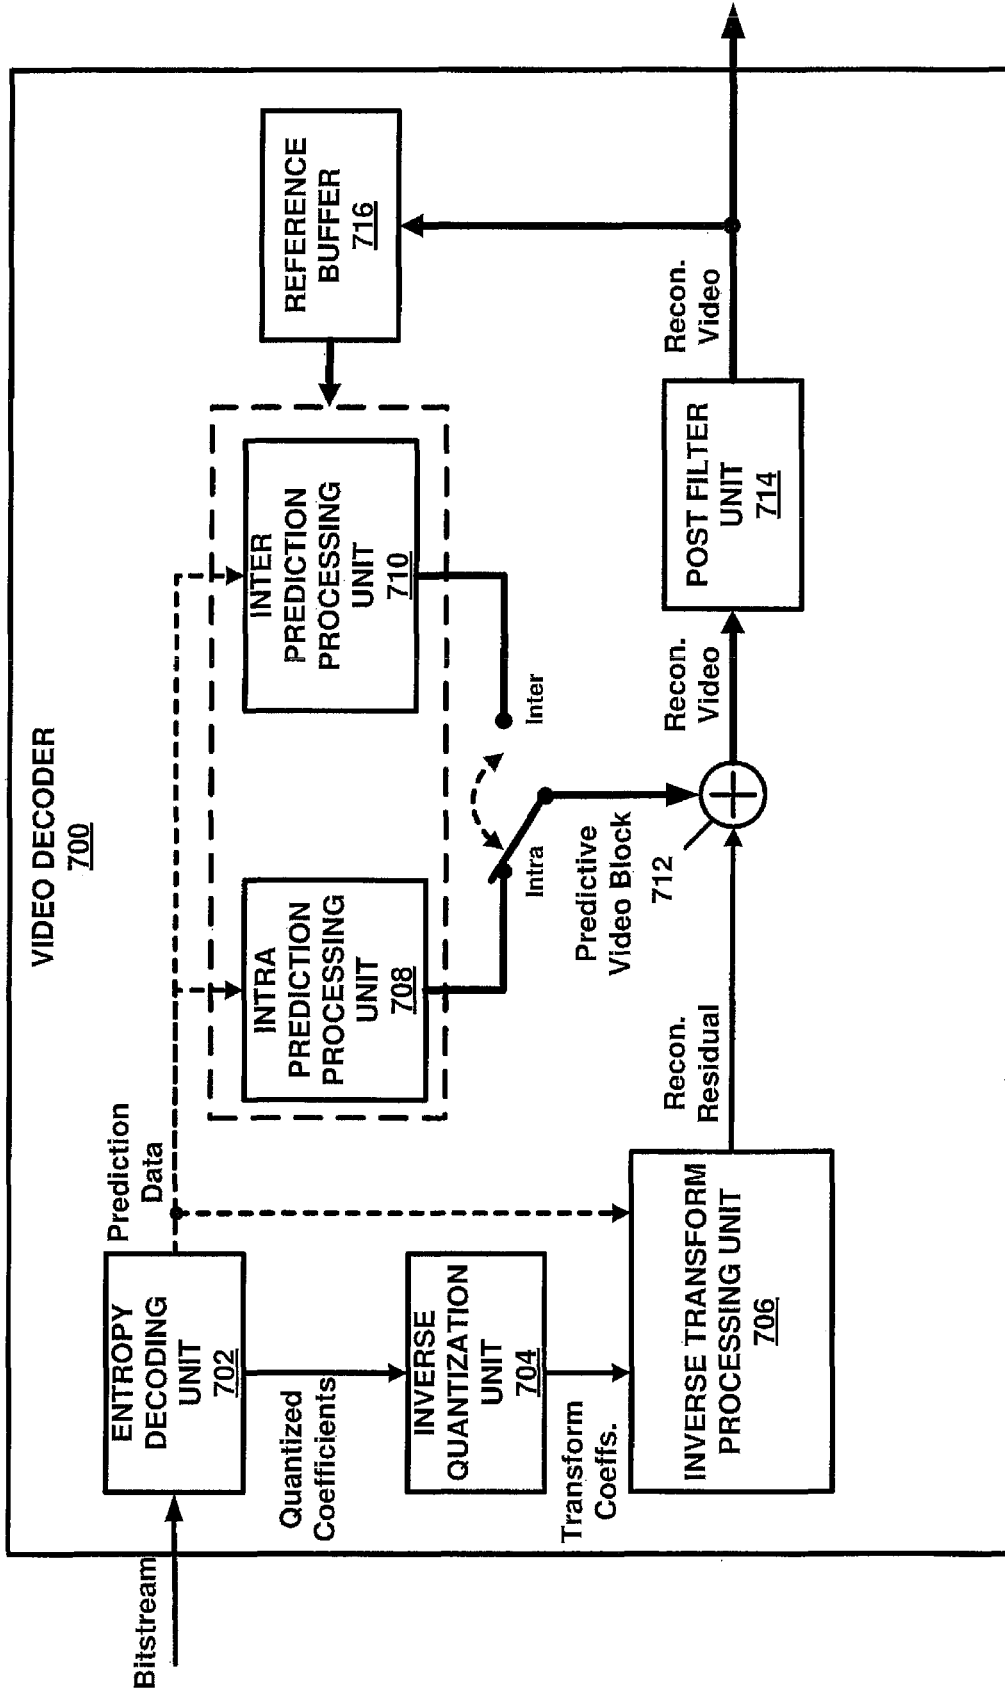 VIDEO DECODER
700
Bitstream
ENTROPY
DECODING
UNIT
702
Prediction
Data
Quantized
Coefficients
INVERSE
QUANTIZATION
UNIT
704
Transform
Coeffs.
INVERSE TRANSFORM
PROCESSING UNIT
706
INTRA
PREDICTION
PROCESSING
UNIT
708
INTER
PREDICTION
PROCESSING
UNIT
710
REFERENCE
BUFFER
716
Intra
Inter
Predictive
Video Block
712
Recon.
Residual
Recon.
Video
POST FILTER
UNIT
714
Recon.
Video